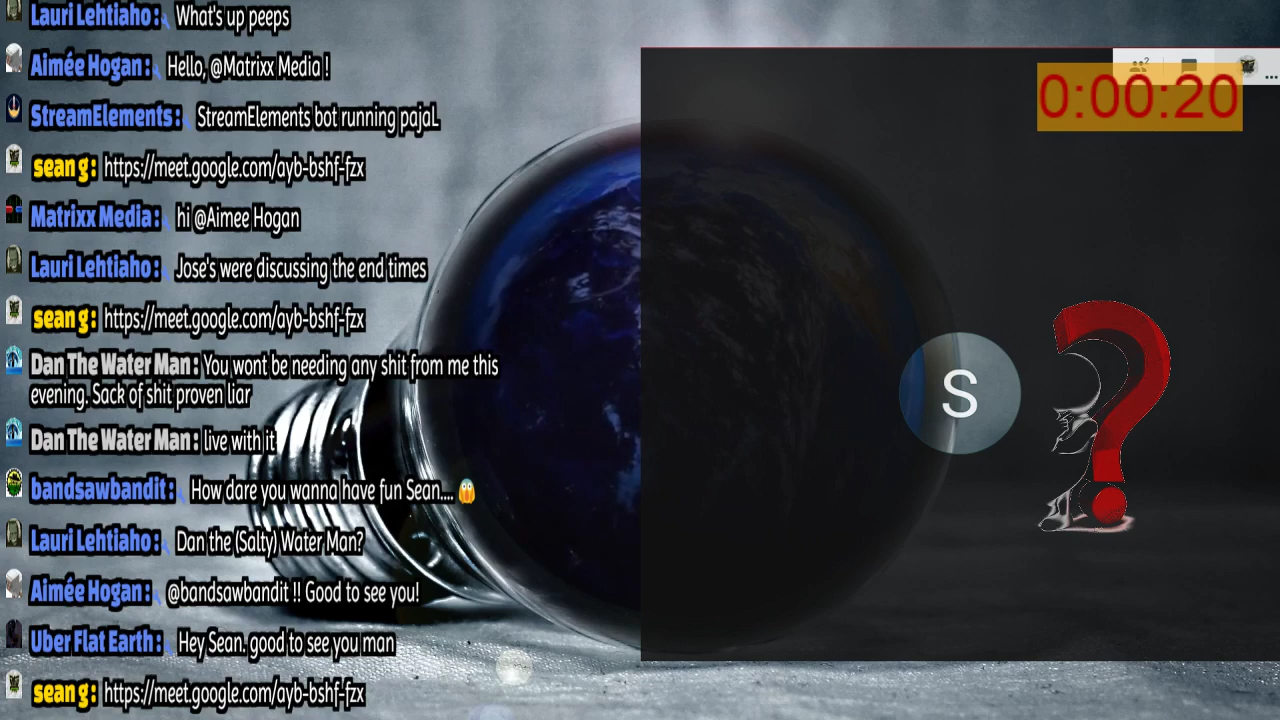 Lauri Lehtiaho: What's up peeps
Aimée Hogan: Hello, @Matrixx Media !
StreamElements: StreamElements bot running pajaL
sean g: https://meet.google.com/ayb-bshf-fzx
Matrixx Media: hi @Aimee Hogan
Lauri Lehtiaho: Jose's were discussing the end times
sean g: https://meet.google.com/ayb-bshf-fzx
Dan The Water Man: You wont be needing any shit from me this
evening. Sack of shit proven liar
Dan The Water Man: live with it
bandsawbandit: How dare you wanna have fun Sean.... 😱
Lauri Lehtiaho: Dan the (Salty) Water Man?
Aimée Hogan: @bandsawbandit !! Good to see you!
Uber Flat Earth: Hey Sean. good to see you man
sean g: https://meet.google.com/ayb-bshf-fzx
2
0:00:20
S
?